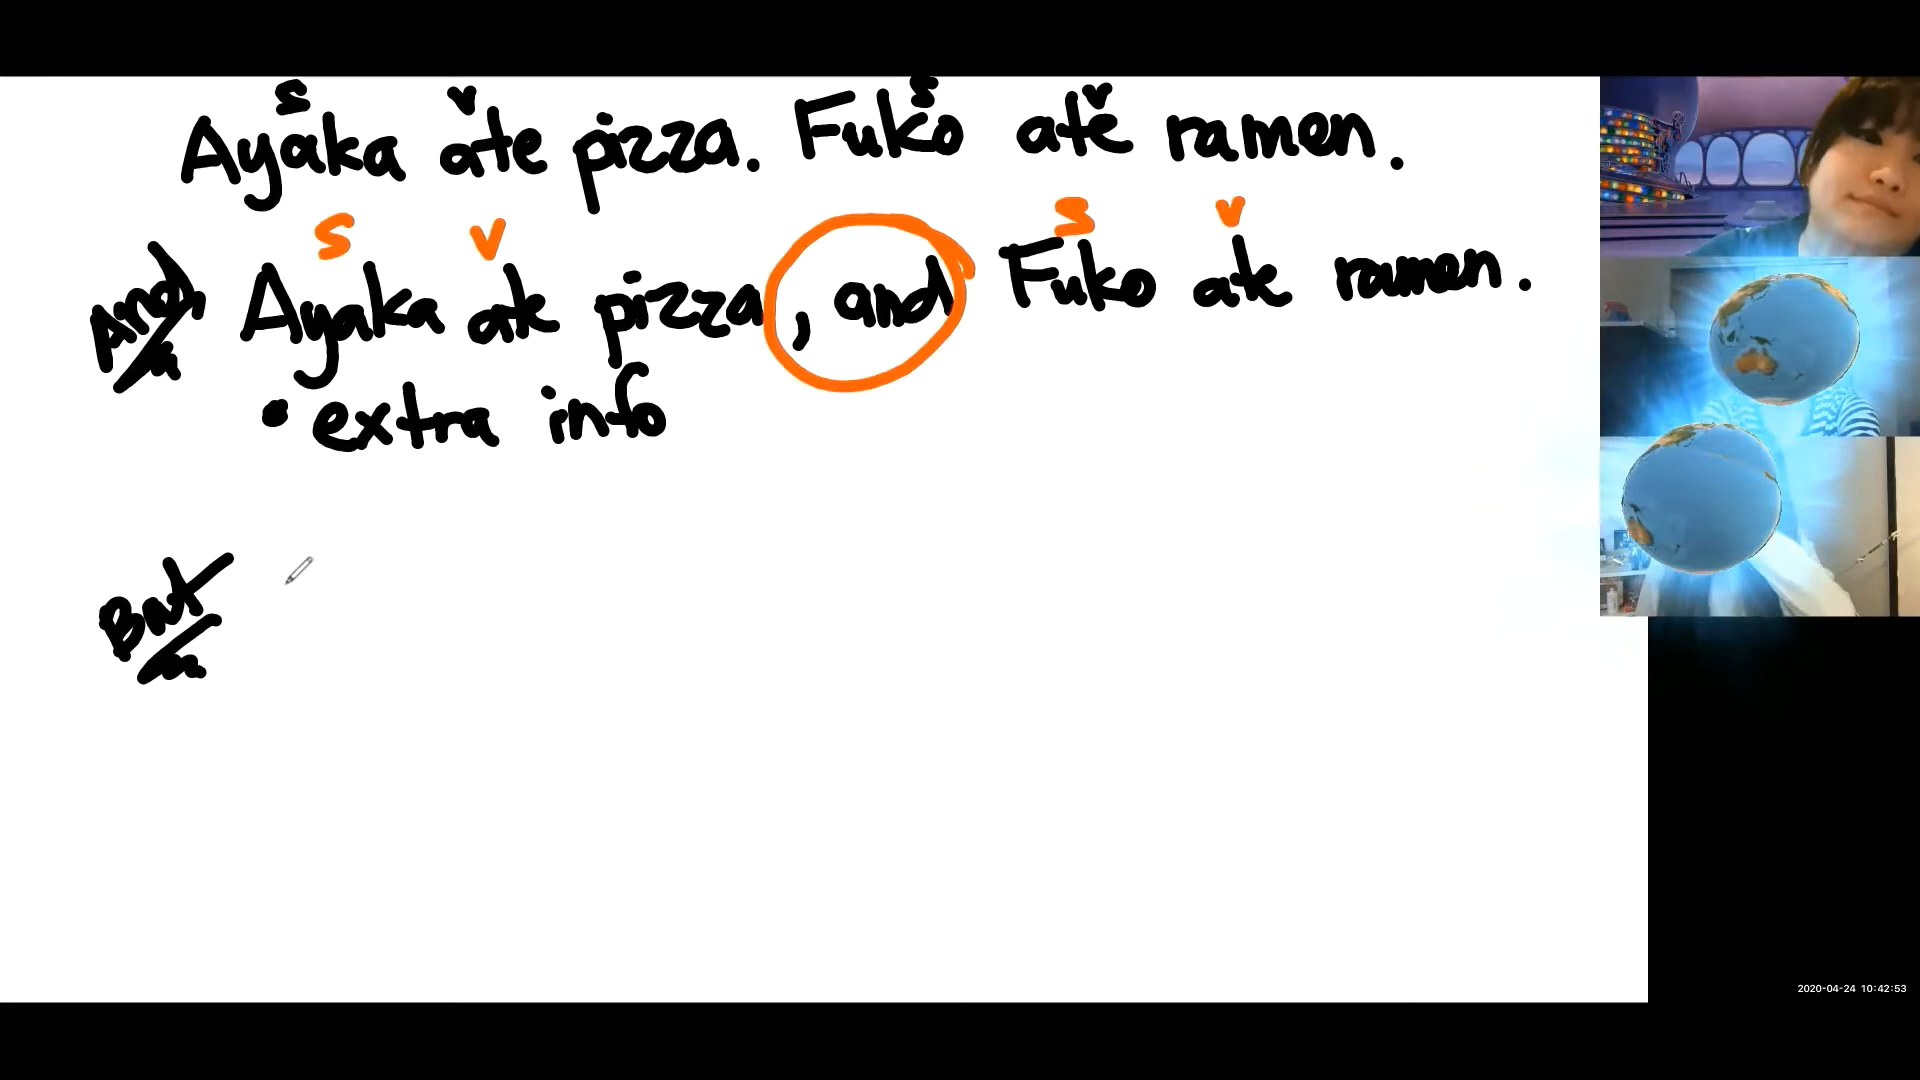 s v s v
Ayaka ate pizza. Fuko ate ramen.
s v s v
And Ayaka ate pizza, and Fuko ate ramen.
• extra info
But
2020-04-24 10:42:53